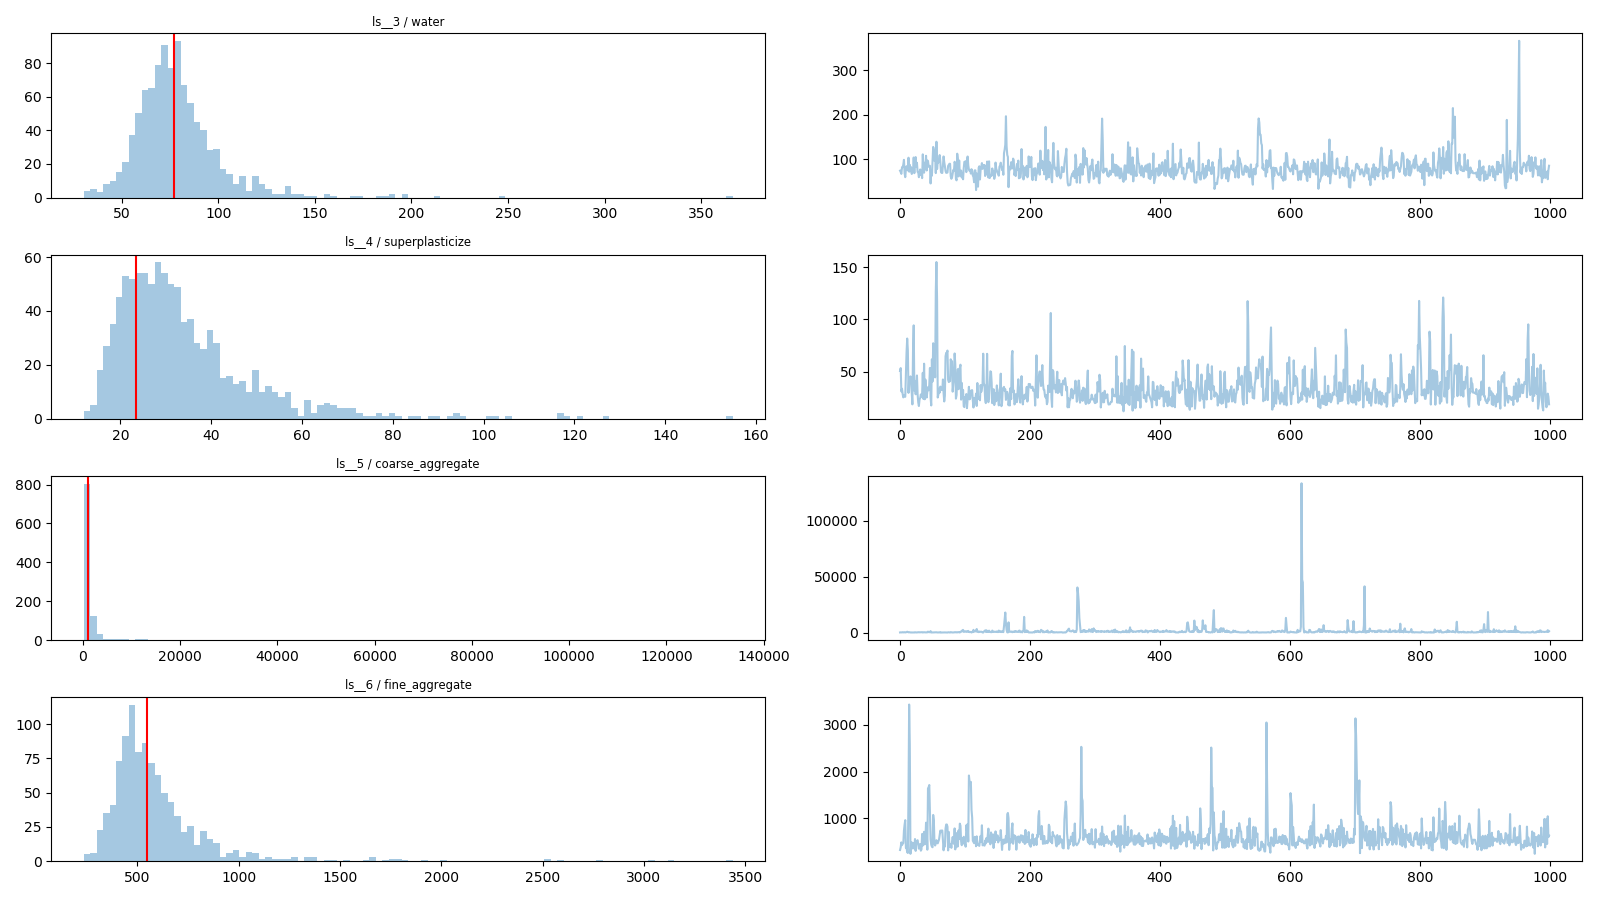 ls__3 / water
80
60
40
20
0
50 100 150 200 250 300 350
300
200
100
0 200 400 600 800 1000
ls__4 / superplasticize
60
40
20
0
20 40 60 80 100 120 140 160
150
100
50
0 200 400 600 800 1000
ls__5 / coarse_aggregate
800
600
400
200
0
0 20000 40000 60000 80000 100000 120000 140000
100000
50000
0
0 200 400 600 800 1000
ls__6 / fine_aggregate
100
75
50
25
0
500 1000 1500 2000 2500 3000 3500
3000
2000
1000
0 200 400 600 800 1000